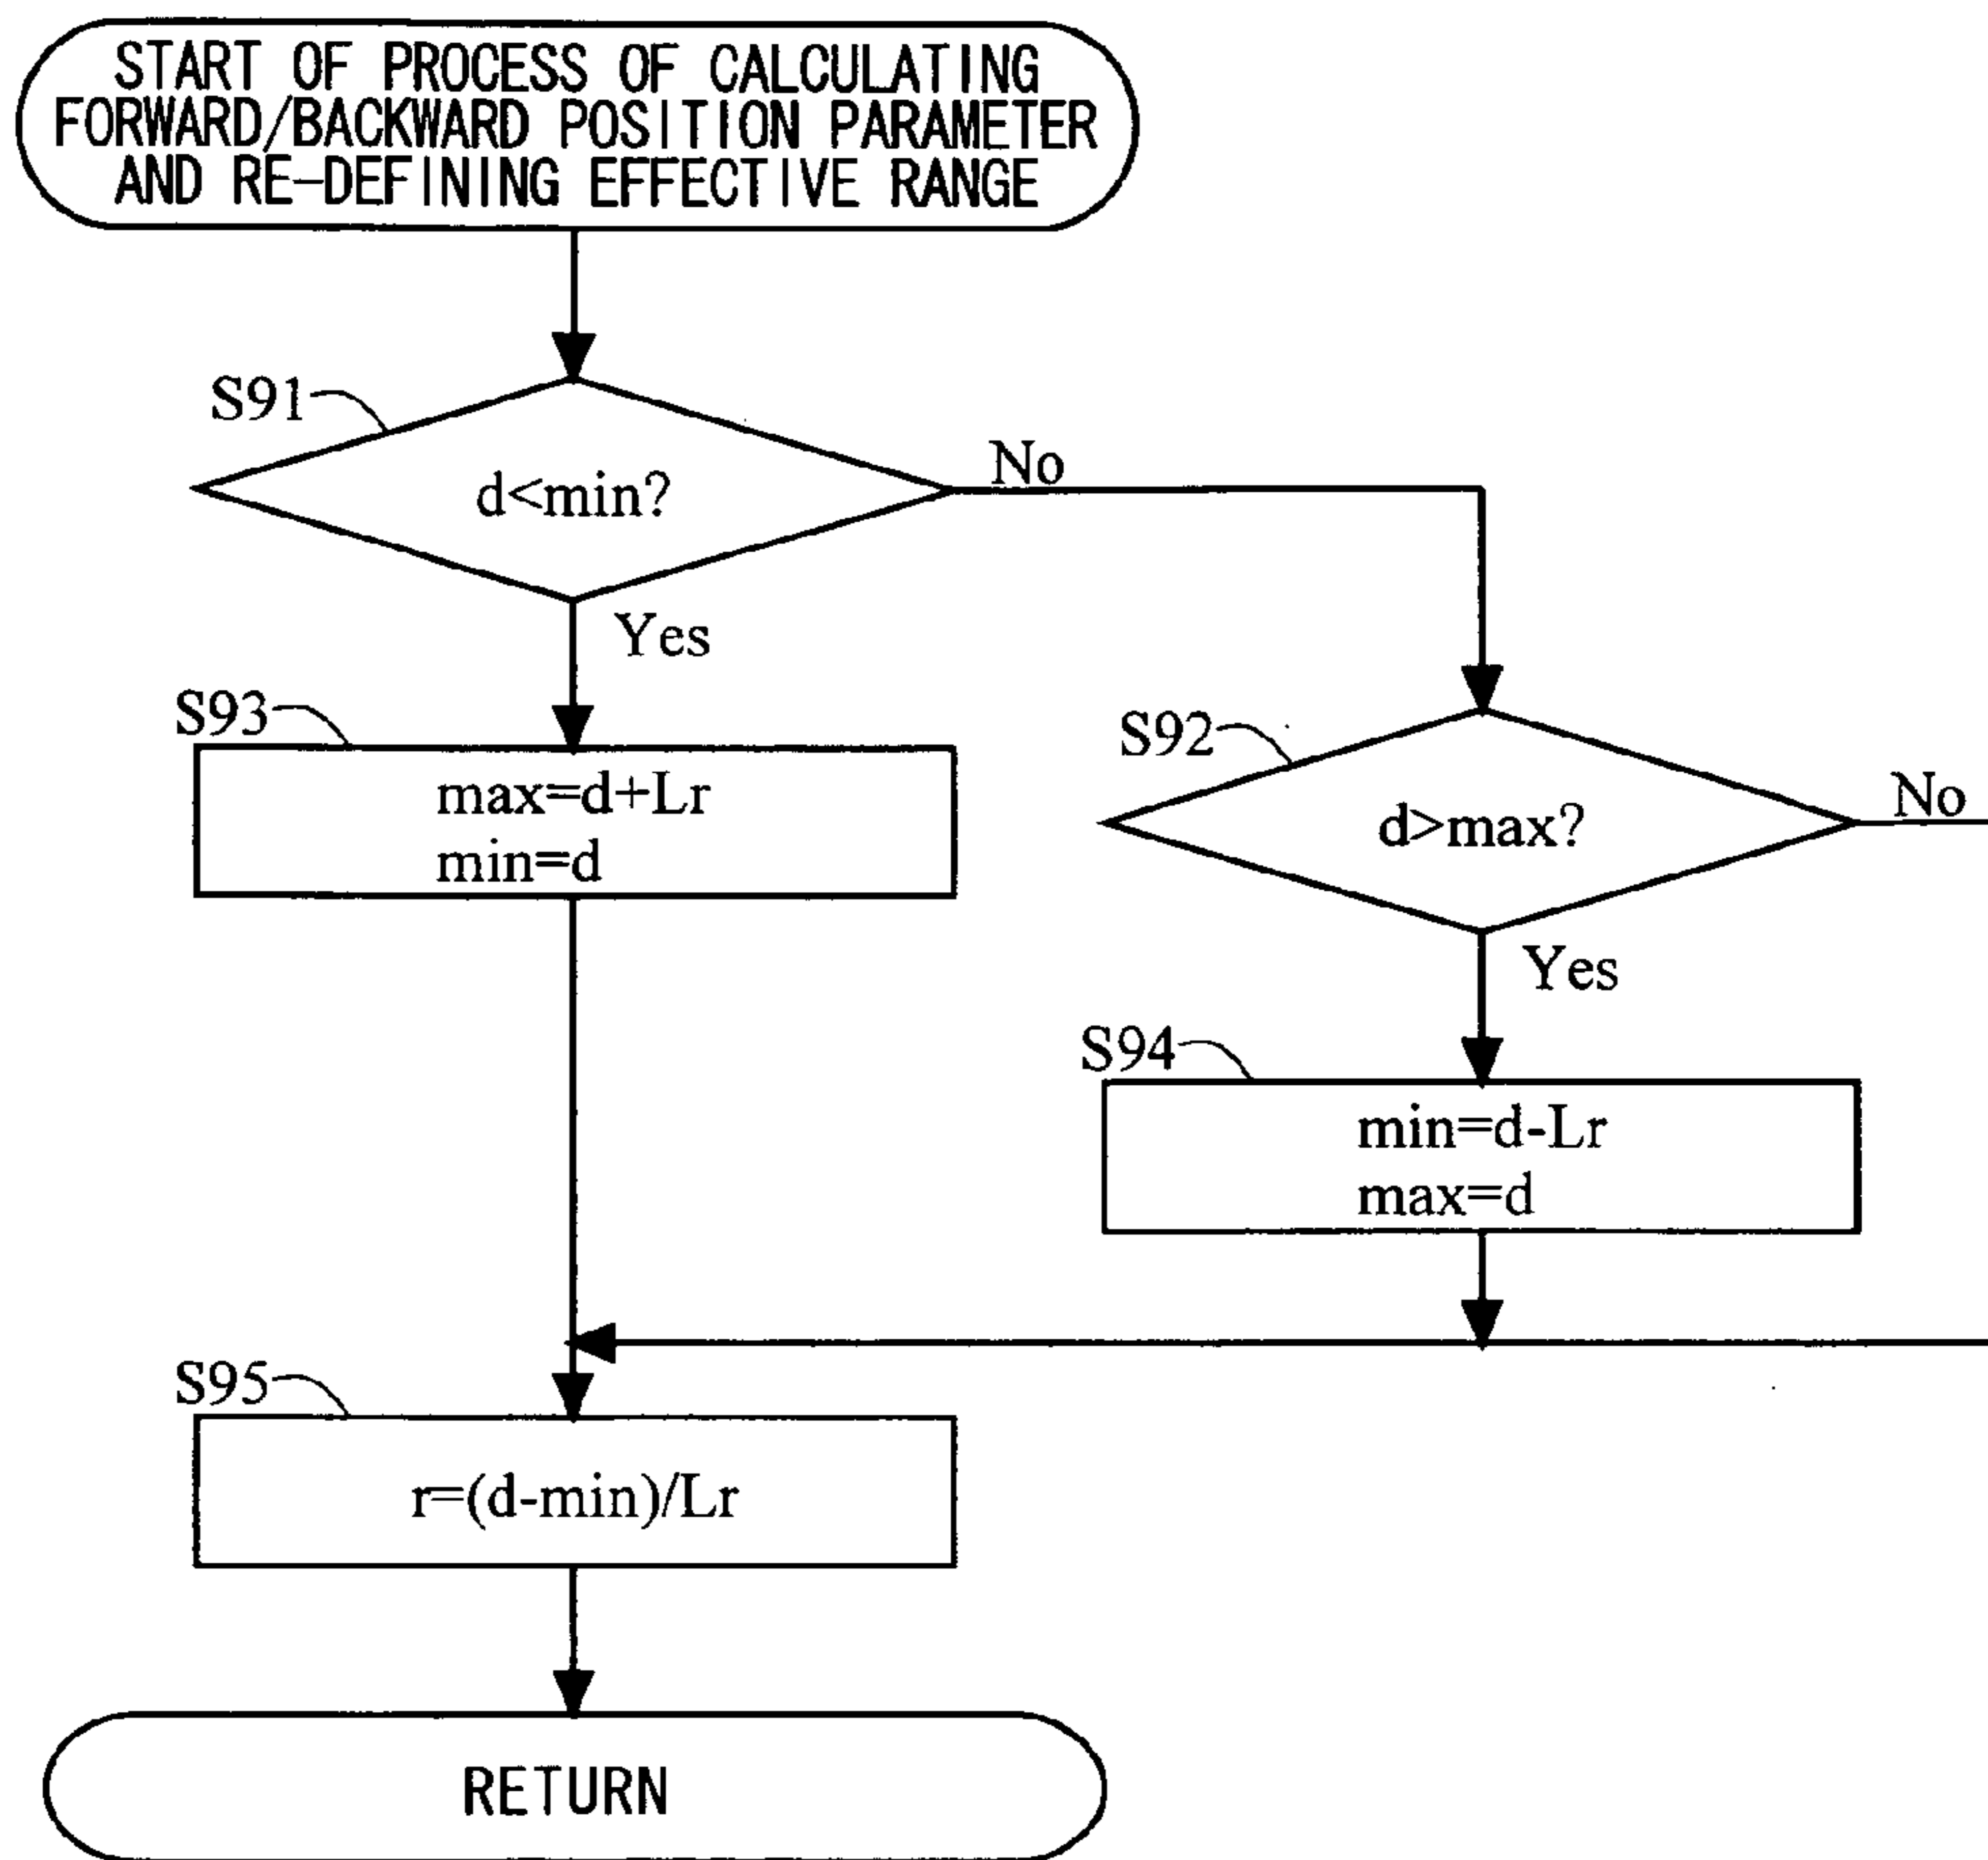 START OF PROCESS OF CALCULATING
FORWARD/BACKWARD POSITION PARAMETER
AND RE-DEFINING EFFECTIVE RANGE
S91
d<min?
No
Yes
S93
max=d+Lr
min=d
S92
d>max?
No
Yes
S94
min=d-Lr
max=d
S95
r=(d-min)/Lr
RETURN